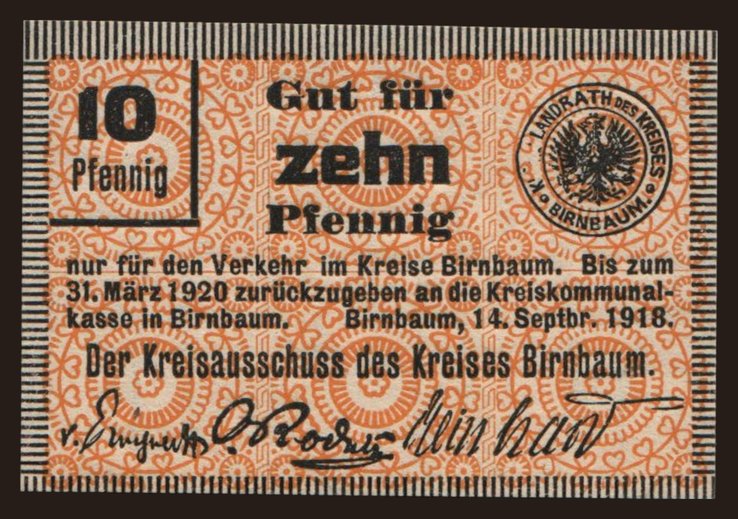 10
Pfennig
Gut für
zehn
Pfennig
K. LANDRATH DES KREISES
BIRNBAUM.
nur für den Verkehr im Kreise Birnbaum. Bis zum
31. März 1920 zurückzugeben an die Kreiskommunal-
kasse in Birnbaum. Birnbaum, 14. Septbr. 1918.
Der Kreisausschuss des Kreises Birnbaum.